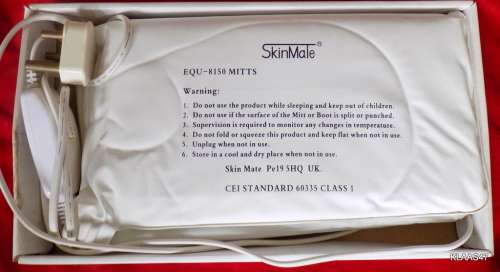 SkinMate®
EQU-8150 MITTS
Warning:
1. Do not use the product while sleeping and keep out of children.
2. Do not use if the surface of the Mitt or Boot is split or punched.
3. Supervision is required to monitor any changes in temperature.
4. Do not fold or squeeze this product and keep flat when not in use.
5. Unplug when not in use.
6. Store in a cool and dry place when not in use.
Skin Mate Pe19 5HQ UK.
CEI STANDARD 60335 CLASS 1
KLAAS47